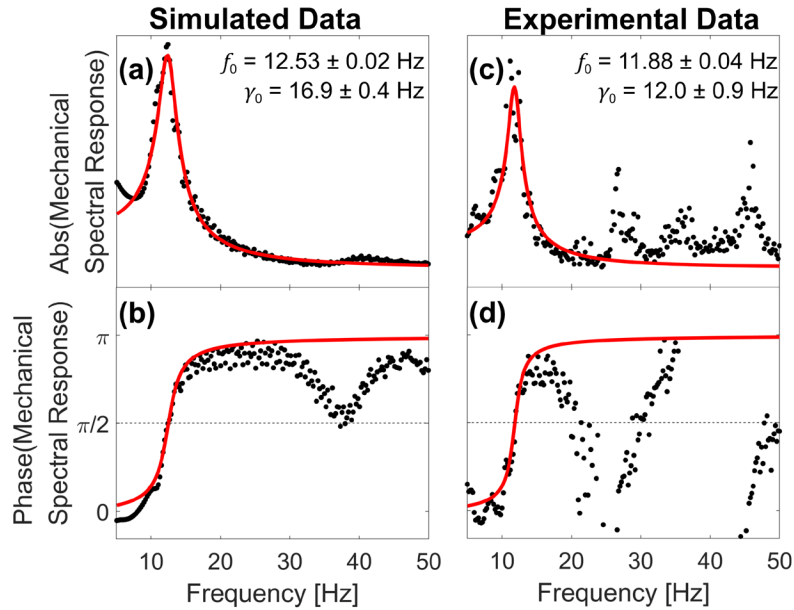 Simulated Data
Experimental Data
(a)
f₀ = 12.53 ± 0.02 Hz
γ₀ = 16.9 ± 0.4 Hz
(c)
f₀ = 11.88 ± 0.04 Hz
γ₀ = 12.0 ± 0.9 Hz
Abs(Mechanical
Spectral Response)
(b)
(d)
π
π/2
0
Phase(Mechanical
Spectral Response)
10 20 30 40 50
10 20 30 40 50
Frequency [Hz]
Frequency [Hz]